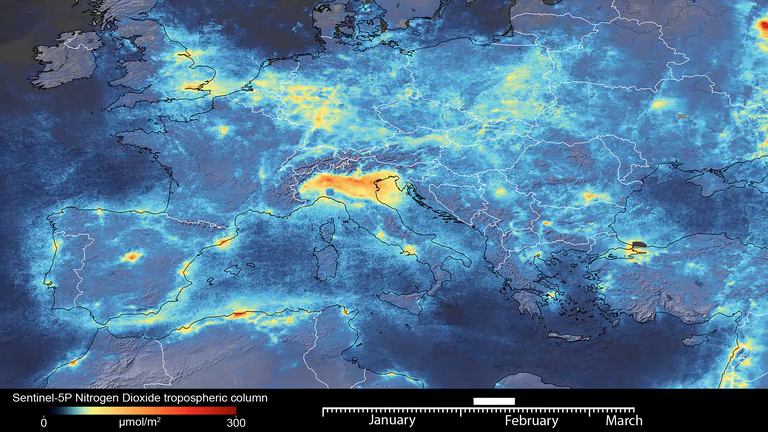 Sentinel-5P Nitrogen Dioxide tropospheric column
0 μmol/m² 300
January February March